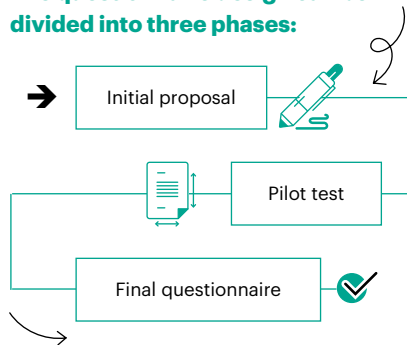 divided into three phases:
Initial proposal
Pilot test
Final questionnaire